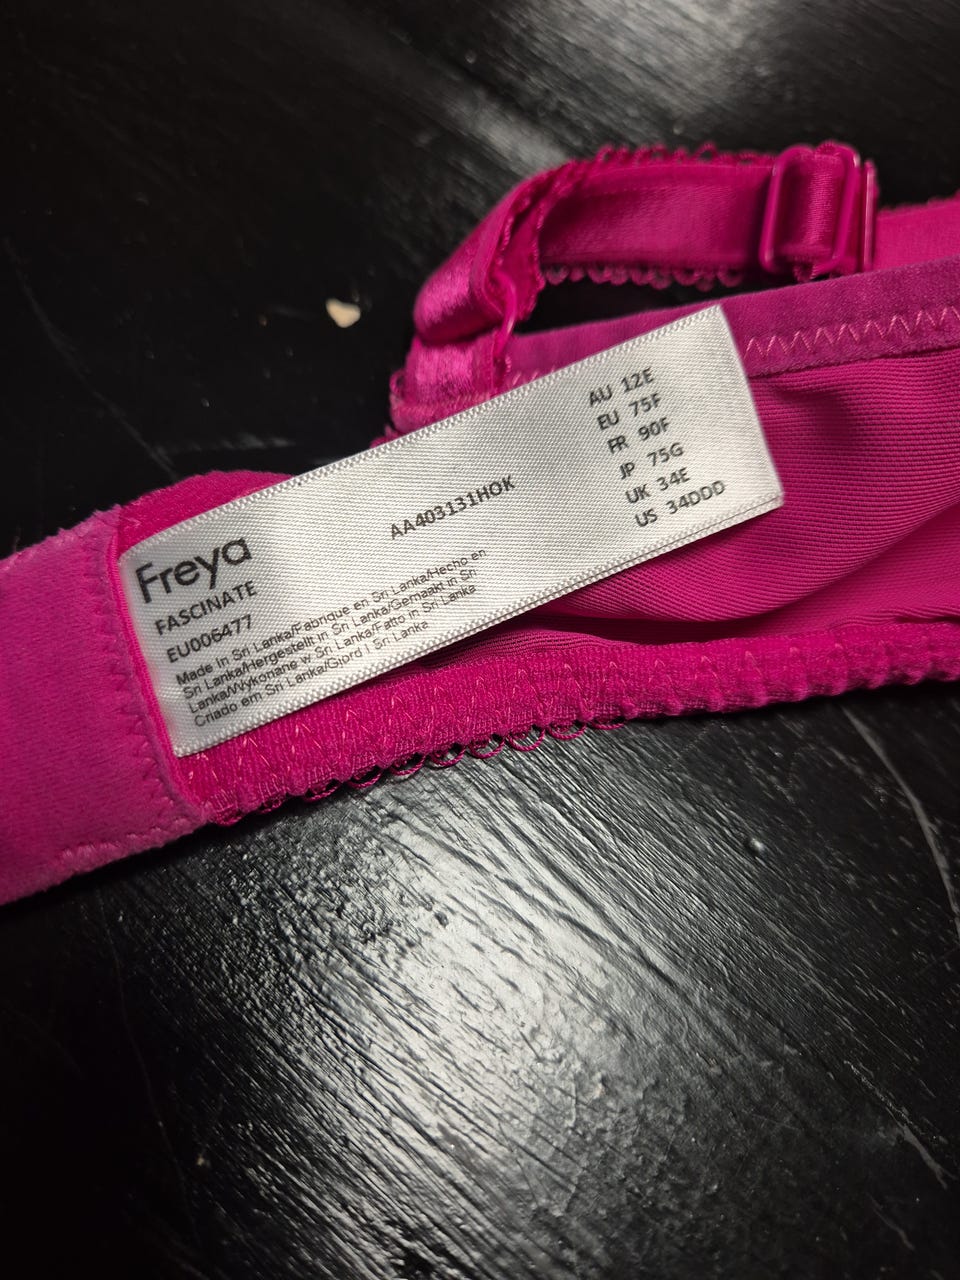 Freya
FASCINATE
EU006477
Made in Sri Lanka/Fabrique en Sri Lanka/Hecho en
Sri Lanka/Hergestellt in Sri Lanka/Gemaakt in Sri
Lanka/Wykonane w Sri Lanka/Fatto in Sri Lanka
Criado em Sri Lanka/Gjord i Sri Lanka
AA403131HOK
AU 12E
EU 75F
FR 90F
JP 75G
UK 34E
US 34DDD